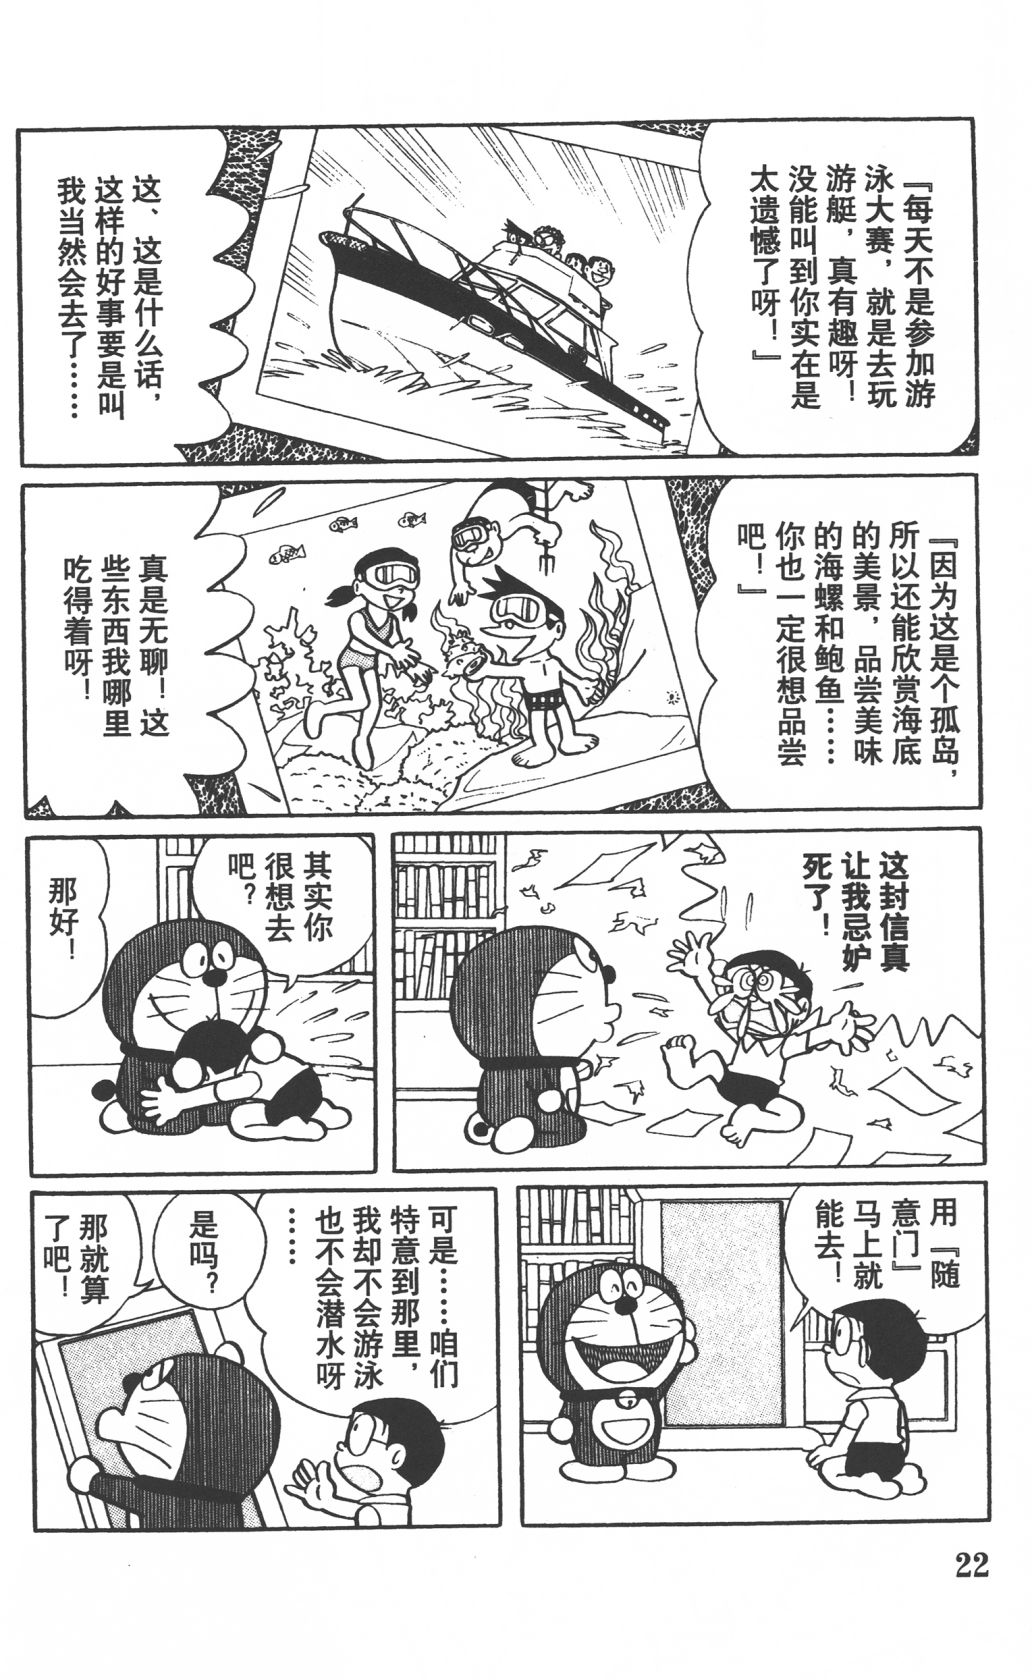 『每天不是参加游
泳大赛，就是去玩
游艇，真有趣呀！
没能叫到你实在是
太遗憾了呀！』
这、这是什么话，
这样的好事要是叫
我当然会去了……
『因为这是个孤岛，
所以还能欣赏海底
的美景，品尝美味
的海螺和鲍鱼……
你也一定很想品尝
吧！』
真是无聊！这
些东西我哪里
吃得着呀！
这封信真
让我忌妒
死了！
其实你
很想去
吧？
那好！
用『随
意门』
马上就
能去！
可是……咱们
特意到那里，
我却不会游泳
也不会潜水呀
……
是吗？
那就算
了吧！
22